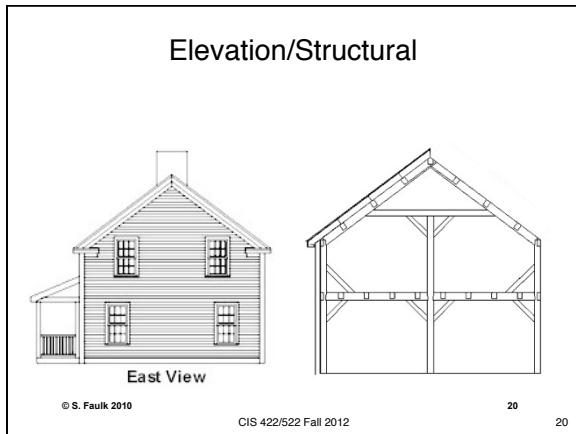 Elevation/Structural
East View
© S. Faulk 2010
20
CIS 422/522 Fall 2012
20